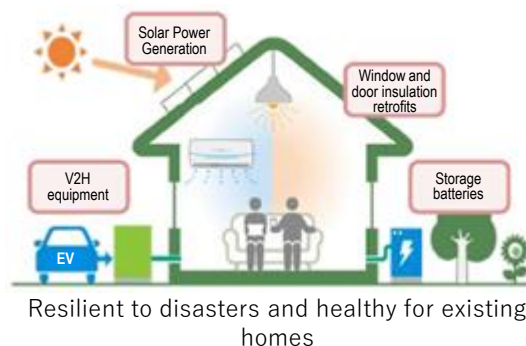 Solar Power
Generation
Window and
door insulation
retrofits
V2H
equipment
Storage
batteries
EV
Resilient to disasters and healthy for existing
homes